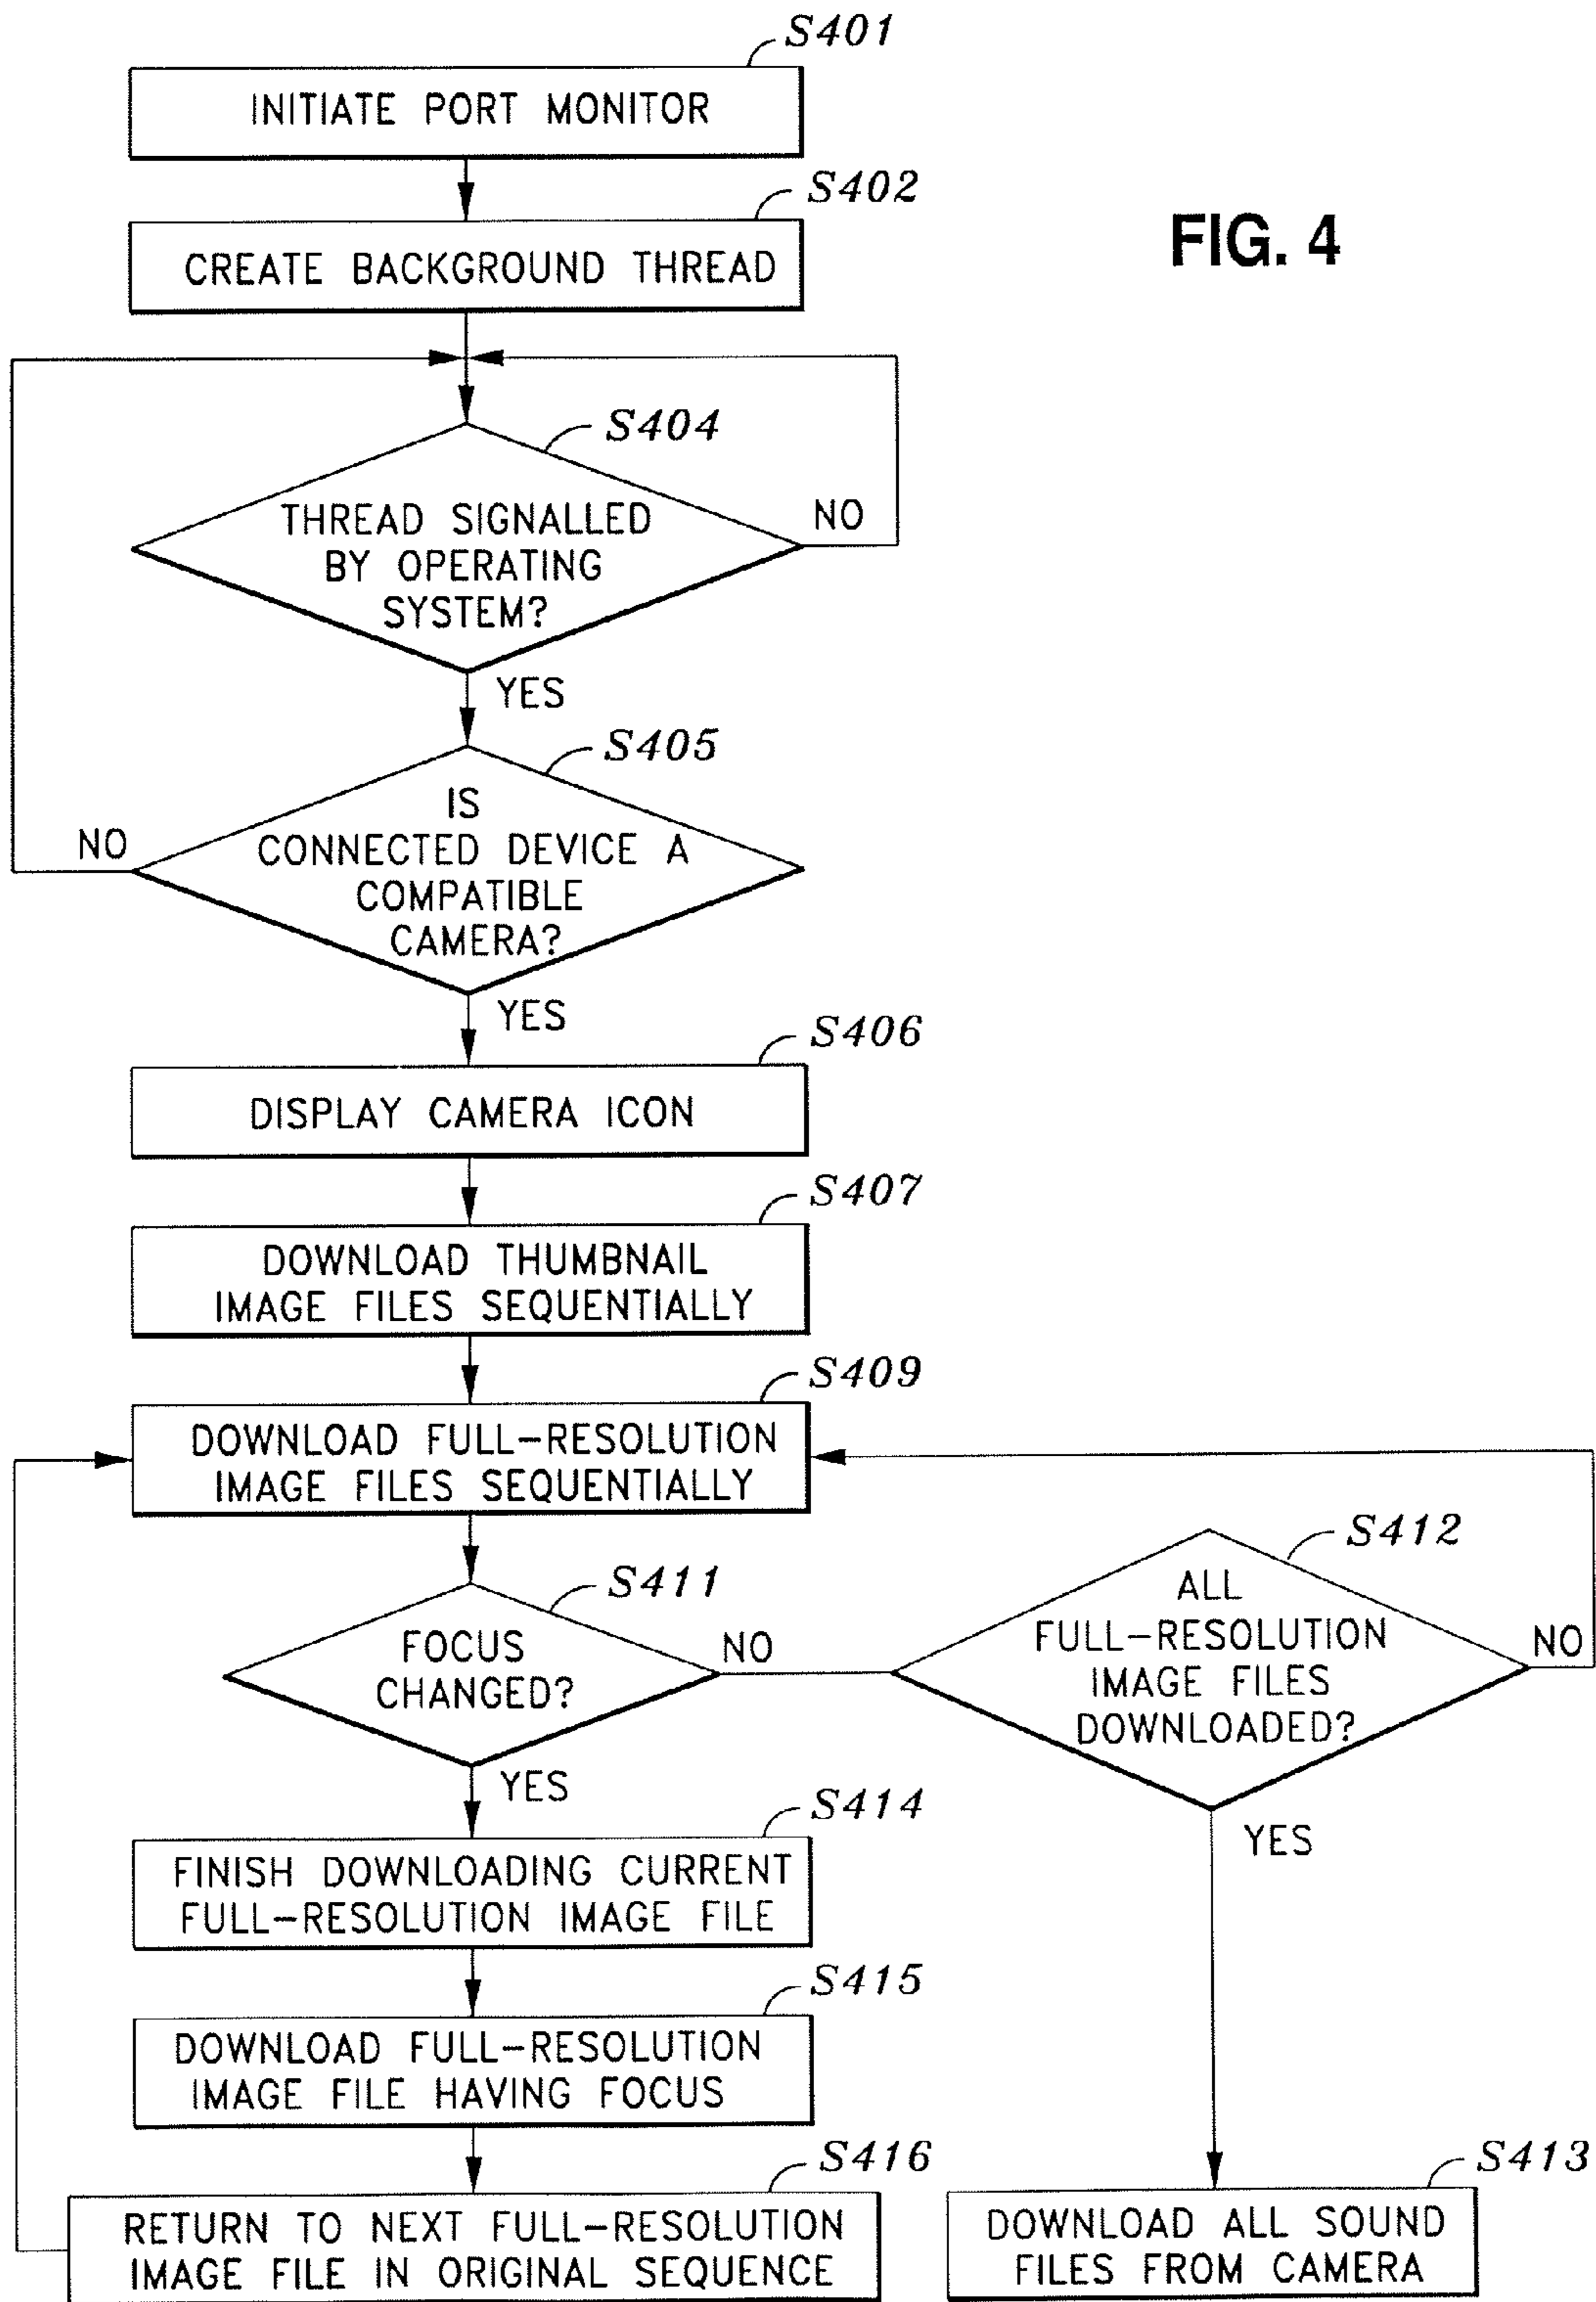 S401
INITIATE PORT MONITOR
S402
CREATE BACKGROUND THREAD
FIG. 4
S404
THREAD SIGNALLED
BY OPERATING
SYSTEM?
NO
YES
S405
IS
CONNECTED DEVICE A
COMPATIBLE
CAMERA?
NO
YES
S406
DISPLAY CAMERA ICON
S407
DOWNLOAD THUMBNAIL
IMAGE FILES SEQUENTIALLY
S409
DOWNLOAD FULL-RESOLUTION
IMAGE FILES SEQUENTIALLY
S411
FOCUS
CHANGED?
NO
YES
S412
ALL
FULL-RESOLUTION
IMAGE FILES
DOWNLOADED?
NO
YES
S414
FINISH DOWNLOADING CURRENT
FULL-RESOLUTION IMAGE FILE
S415
DOWNLOAD FULL-RESOLUTION
IMAGE FILE HAVING FOCUS
S416
RETURN TO NEXT FULL-RESOLUTION
IMAGE FILE IN ORIGINAL SEQUENCE
S413
DOWNLOAD ALL SOUND
FILES FROM CAMERA